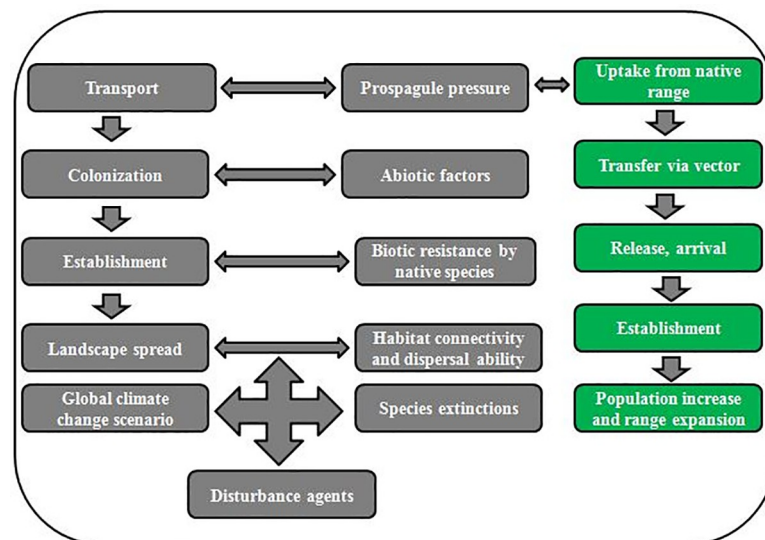 Transport
Prospagule pressure
Uptake from native
range
Colonization
Abiotic factors
Transfer via vector
Establishment
Biotic resistance by
native species
Release, arrival
Landscape spread
Habitat connectivity
and dispersal ability
Establishment
Global climate
change scenario
Species extinctions
Population increase
and range expansion
Disturbance agents